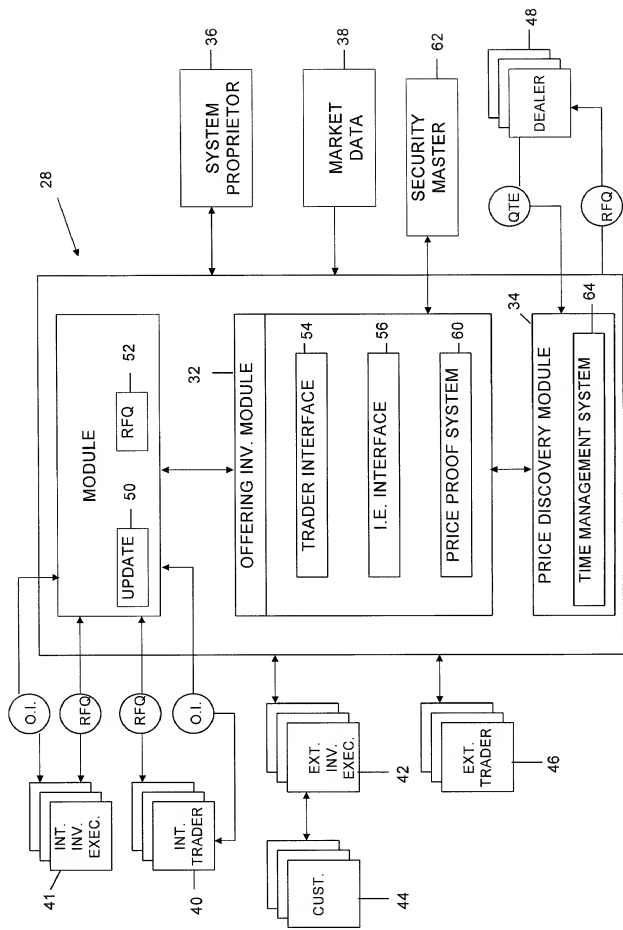 28
SYSTEM
PROPRIETOR
36
MARKET
DATA
38
SECURITY
MASTER
62
DEALER
48
QTE
RFQ
MODULE
UPDATE
50
RFQ
52
32
OFFERING INV. MODULE
TRADER INTERFACE
54
I.E. INTERFACE
56
PRICE PROOF SYSTEM
60
34
PRICE DISCOVERY MODULE
64
TIME MANAGEMENT SYSTEM
O.I.
RFQ
RFQ
O.I.
INT.
INV.
EXEC.
41
INT.
TRADER
40
EXT.
INV.
EXEC.
42
CUST.
44
EXT.
TRADER
46